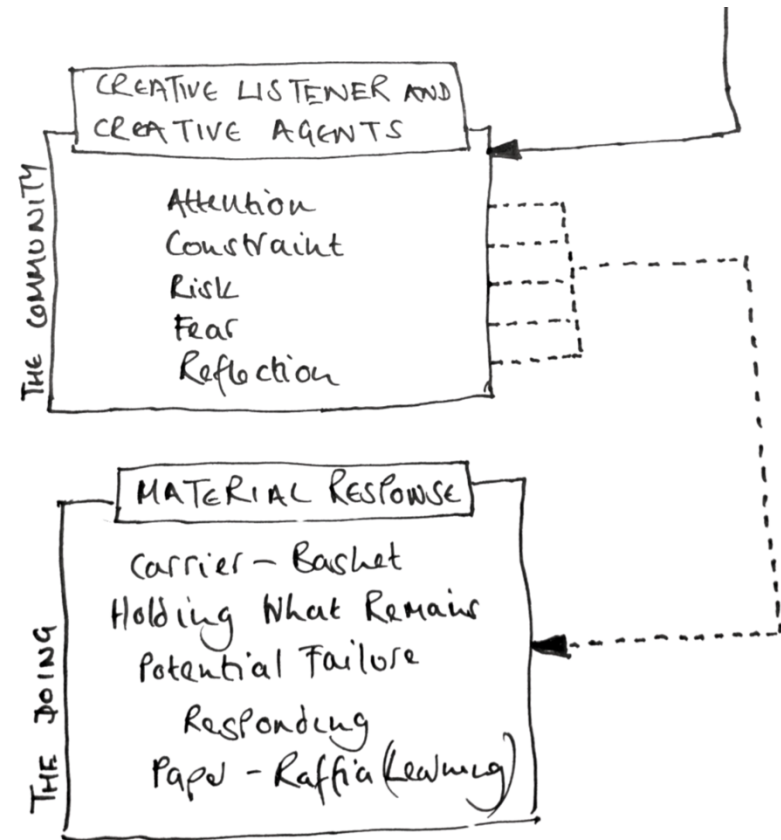 CREATIVE LISTENER AND
CREATIVE AGENTS
THE COMMUNITY
Attention
Constraint
Risk
Fear
Reflection
MATERIAL RESPONSE
THE DOING
Carrier - Basket
Holding What Remains
Potential Failure
Responding
Paper - Raffia (Learning)